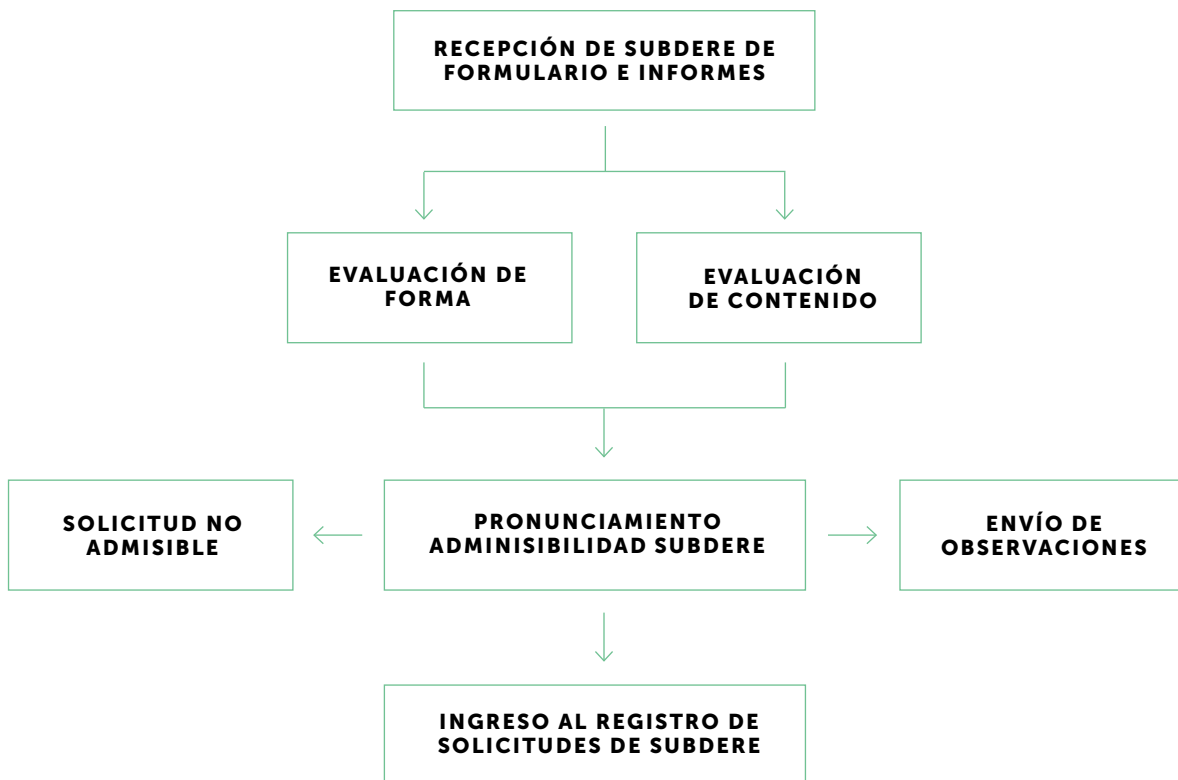 RECEPCIÓN DE SUBDERE DE
FORMULARIO E INFORMES
EVALUACIÓN DE
FORMA
EVALUACIÓN
DE CONTENIDO
SOLICITUD NO
ADMISIBLE
PRONUNCIAMIENTO
ADMINISIBILIDAD SUBDERE
ENVÍO DE
OBSERVACIONES
INGRESO AL REGISTRO DE
SOLICITUDES DE SUBDERE